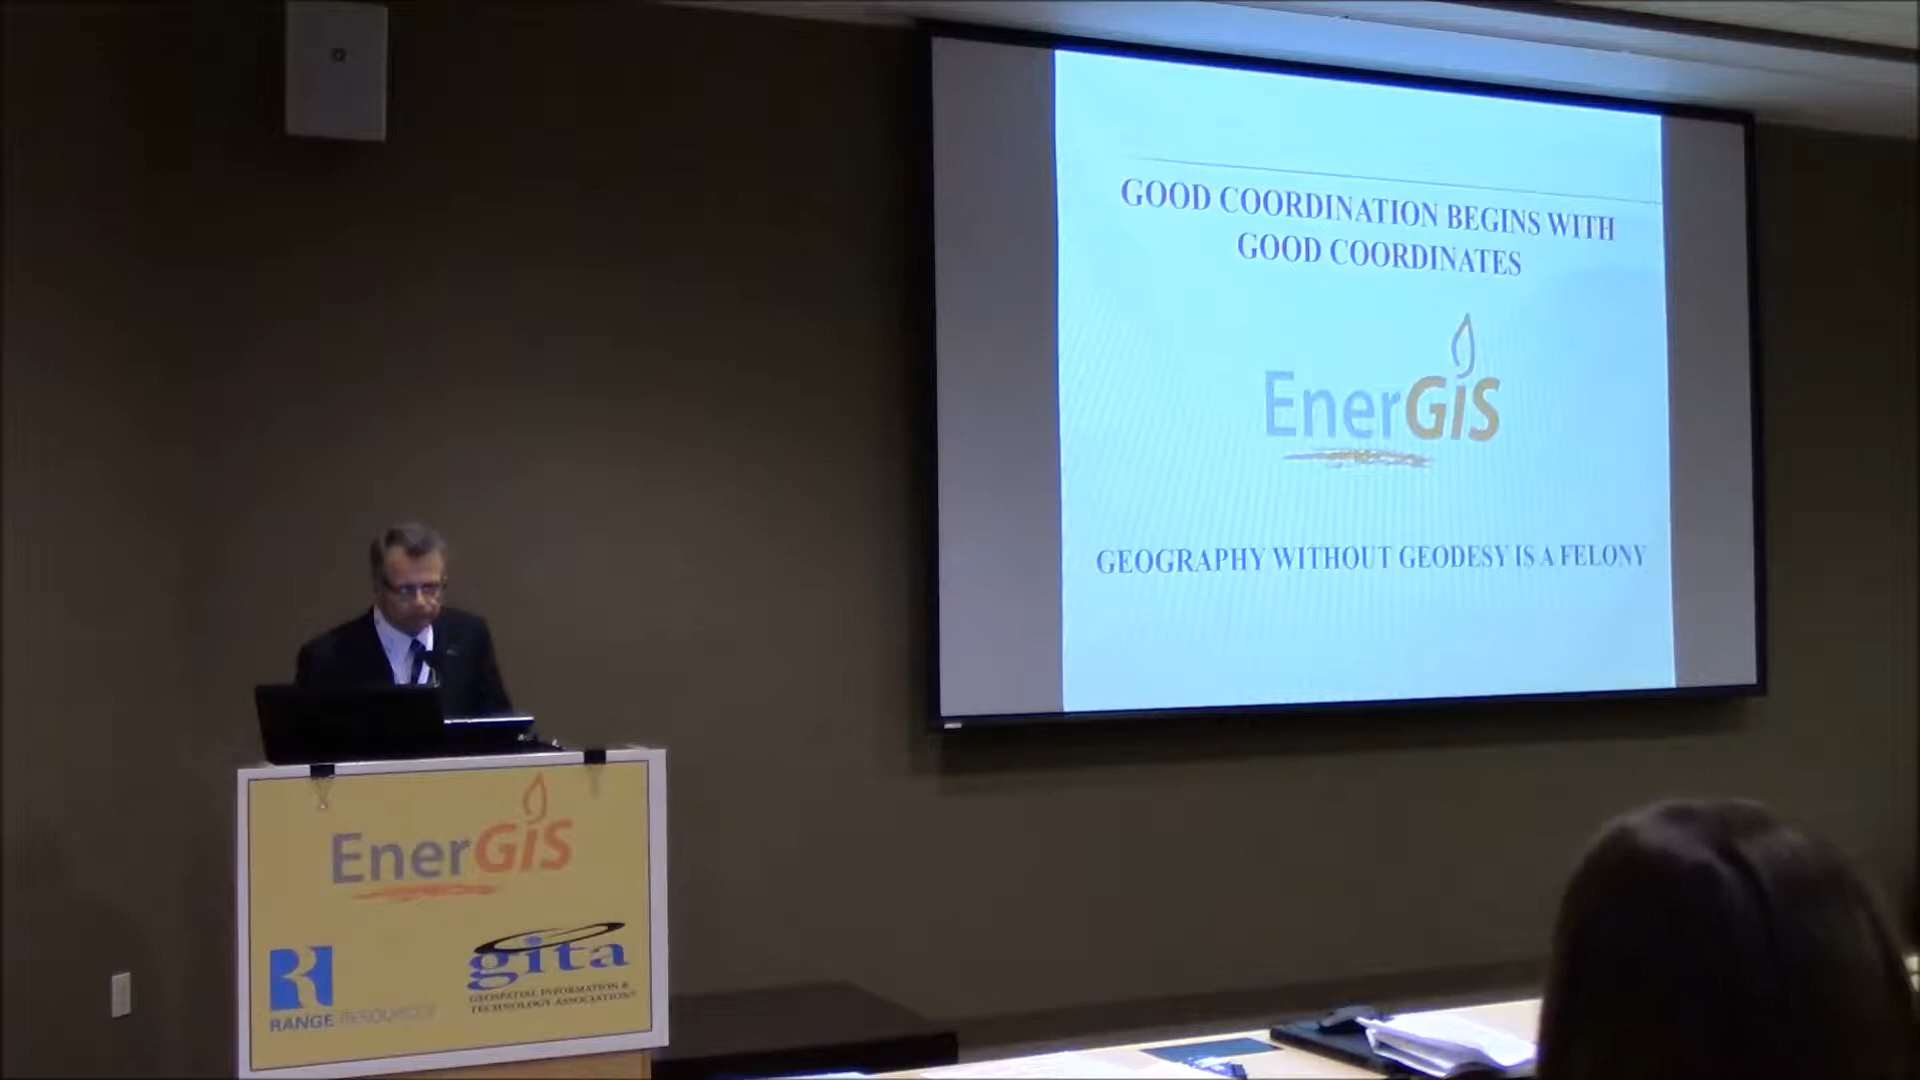 GOOD COORDINATION BEGINS WITH
GOOD COORDINATES
EnerGiS
GEOGRAPHY WITHOUT GEODESY IS A FELONY
EnerGiS
RANGE RESOURCES
gita
GEOSPATIAL INFORMATION &
TECHNOLOGY ASSOCIATION